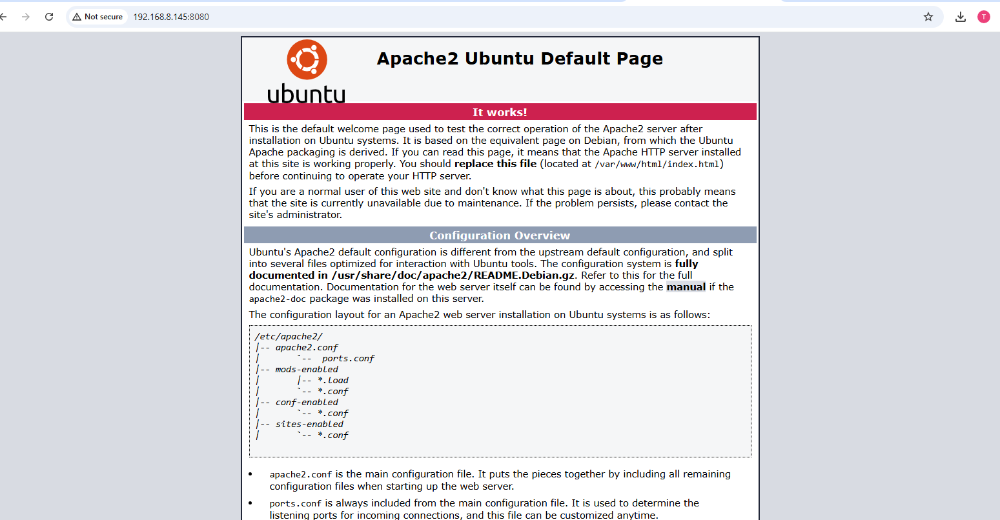 Not secure 192.168.8.145:8080 T
ubuntu
Apache2 Ubuntu Default Page
It works!
This is the default welcome page used to test the correct operation of the Apache2 server after
installation on Ubuntu systems. It is based on the equivalent page on Debian, from which the Ubuntu
Apache packaging is derived. If you can read this page, it means that the Apache HTTP server installed
at this site is working properly. You should replace this file (located at /var/www/html/index.html)
before continuing to operate your HTTP server.
If you are a normal user of this web site and don't know what this page is about, this probably means
that the site is currently unavailable due to maintenance. If the problem persists, please contact the
site's administrator.
Configuration Overview
Ubuntu's Apache2 default configuration is different from the upstream default configuration, and split
into several files optimized for interaction with Ubuntu tools. The configuration system is fully
documented in /usr/share/doc/apache2/README.Debian.gz. Refer to this for the full
documentation. Documentation for the web server itself can be found by accessing the manual if the
apache2-doc package was installed on this server.
The configuration layout for an Apache2 web server installation on Ubuntu systems is as follows:
/etc/apache2/
|-- apache2.conf
|       `--  ports.conf
|-- mods-enabled
|       |-- *.load
|       `-- *.conf
|-- conf-enabled
|       `-- *.conf
|-- sites-enabled
|       `-- *.conf
• apache2.conf is the main configuration file. It puts the pieces together by including all remaining
configuration files when starting up the web server.
• ports.conf is always included from the main configuration file. It is used to determine the
listening ports for incoming connections, and this file can be customized anytime.